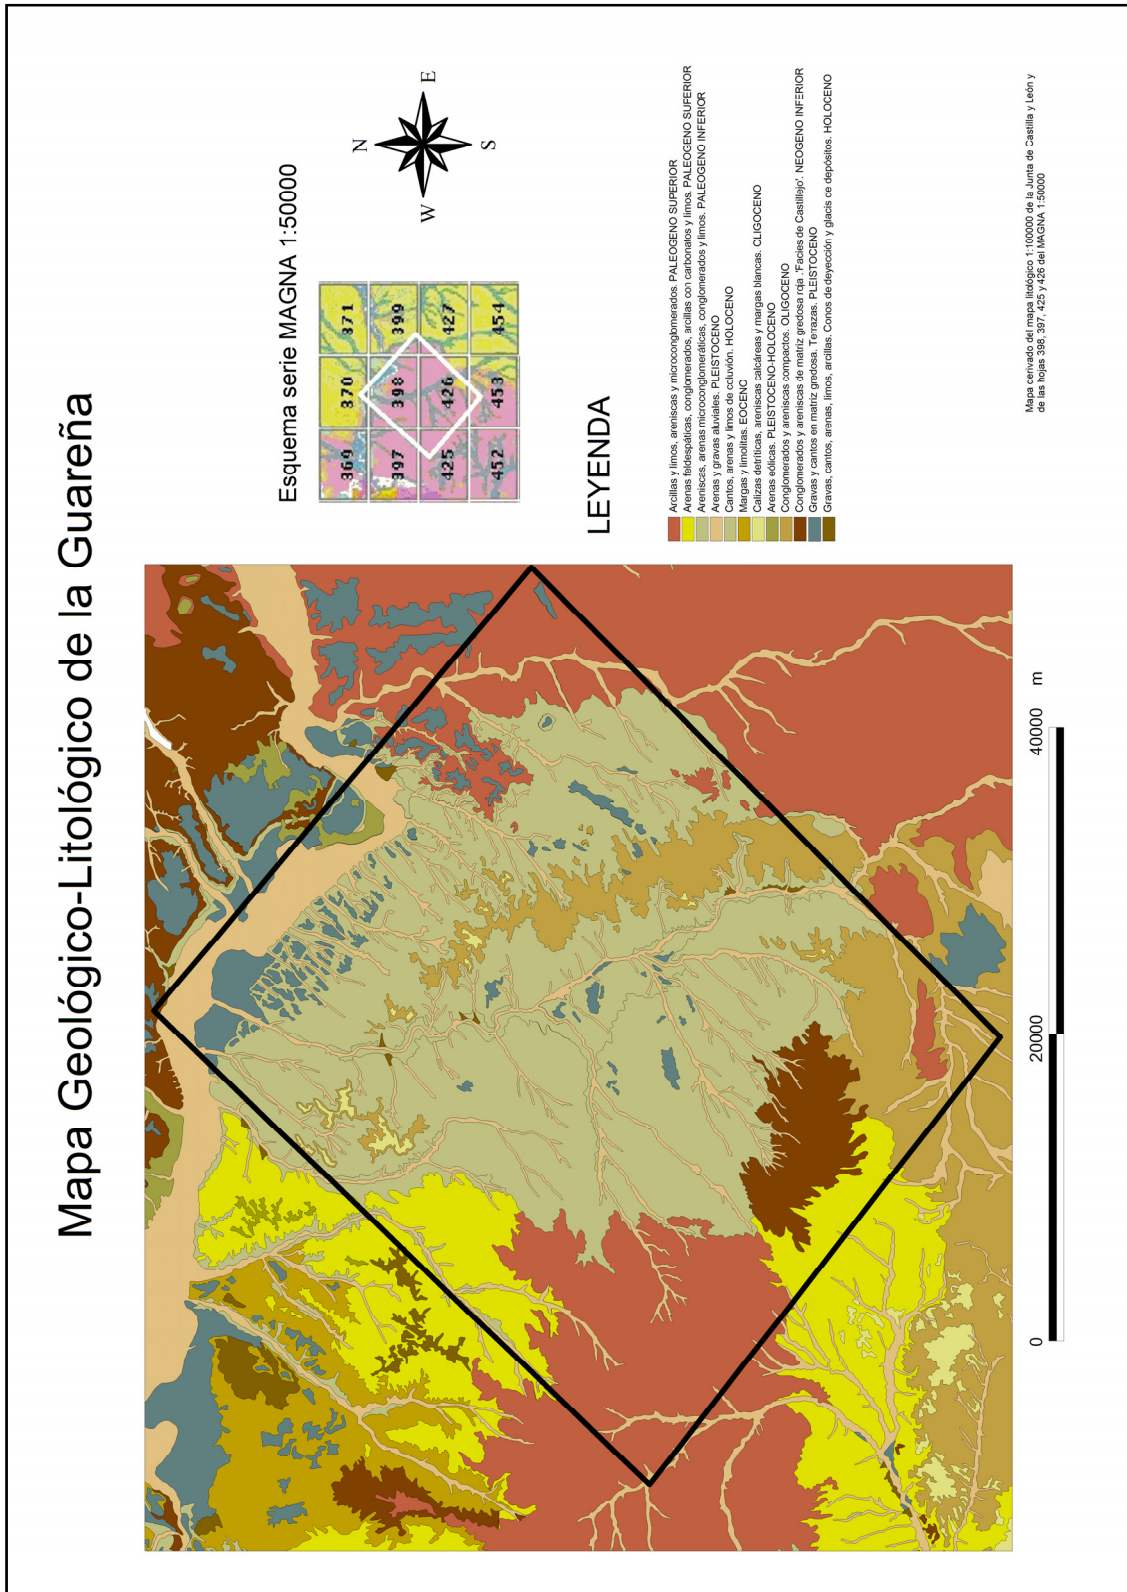 Mapa Geológico-Litológico de la Guareña
Esquema serie MAGNA 1:50000
369 370 371
397 398 399
425 426 427
452 453 454
N
W E
S
LEYENDA
Arcillas y limos, areniscas y microconglomerados. PALEOGENO SUPERIOR
Arenas feldespáticas, conglomerados, arcillas con carbonatos y limos. PALEOGENO SUPERIOR
Areniscas, arenas microconglomeráticas, conglomerados y limos. PALEOGENO INFERIOR
Arenas y gravas aluviales. PLEISTOCENO
Cantos, arenas y limos de coluvión. HOLOCENO
Margas y limolitas. EOCENO
Calizas detríticas, areniscas calcáreas y margas blancas. CLIGOCENO
Arenas eólicas. PLEISTOCENO-HOLOCENO
Conglomerados y areniscas compactos. OLIGOCENO
Conglomerados y areniscas de matriz gredosa roja .'Facies de Castillejo'. NEOGENO INFERIOR
Gravas y cantos en matriz gredosa. Terrazas. PLEISTOCENO
Gravas, cantos, arenas, limos, arcillas. Conos de deyección y glacis ce depósitos. HOLOCENO
0 20000 40000 m
Mapa cerivado del mapa litológico 1:100000 de la Junta de Castilla y León y
de las hojas 398, 397, 425 y 426 del MAGNA 1:50000